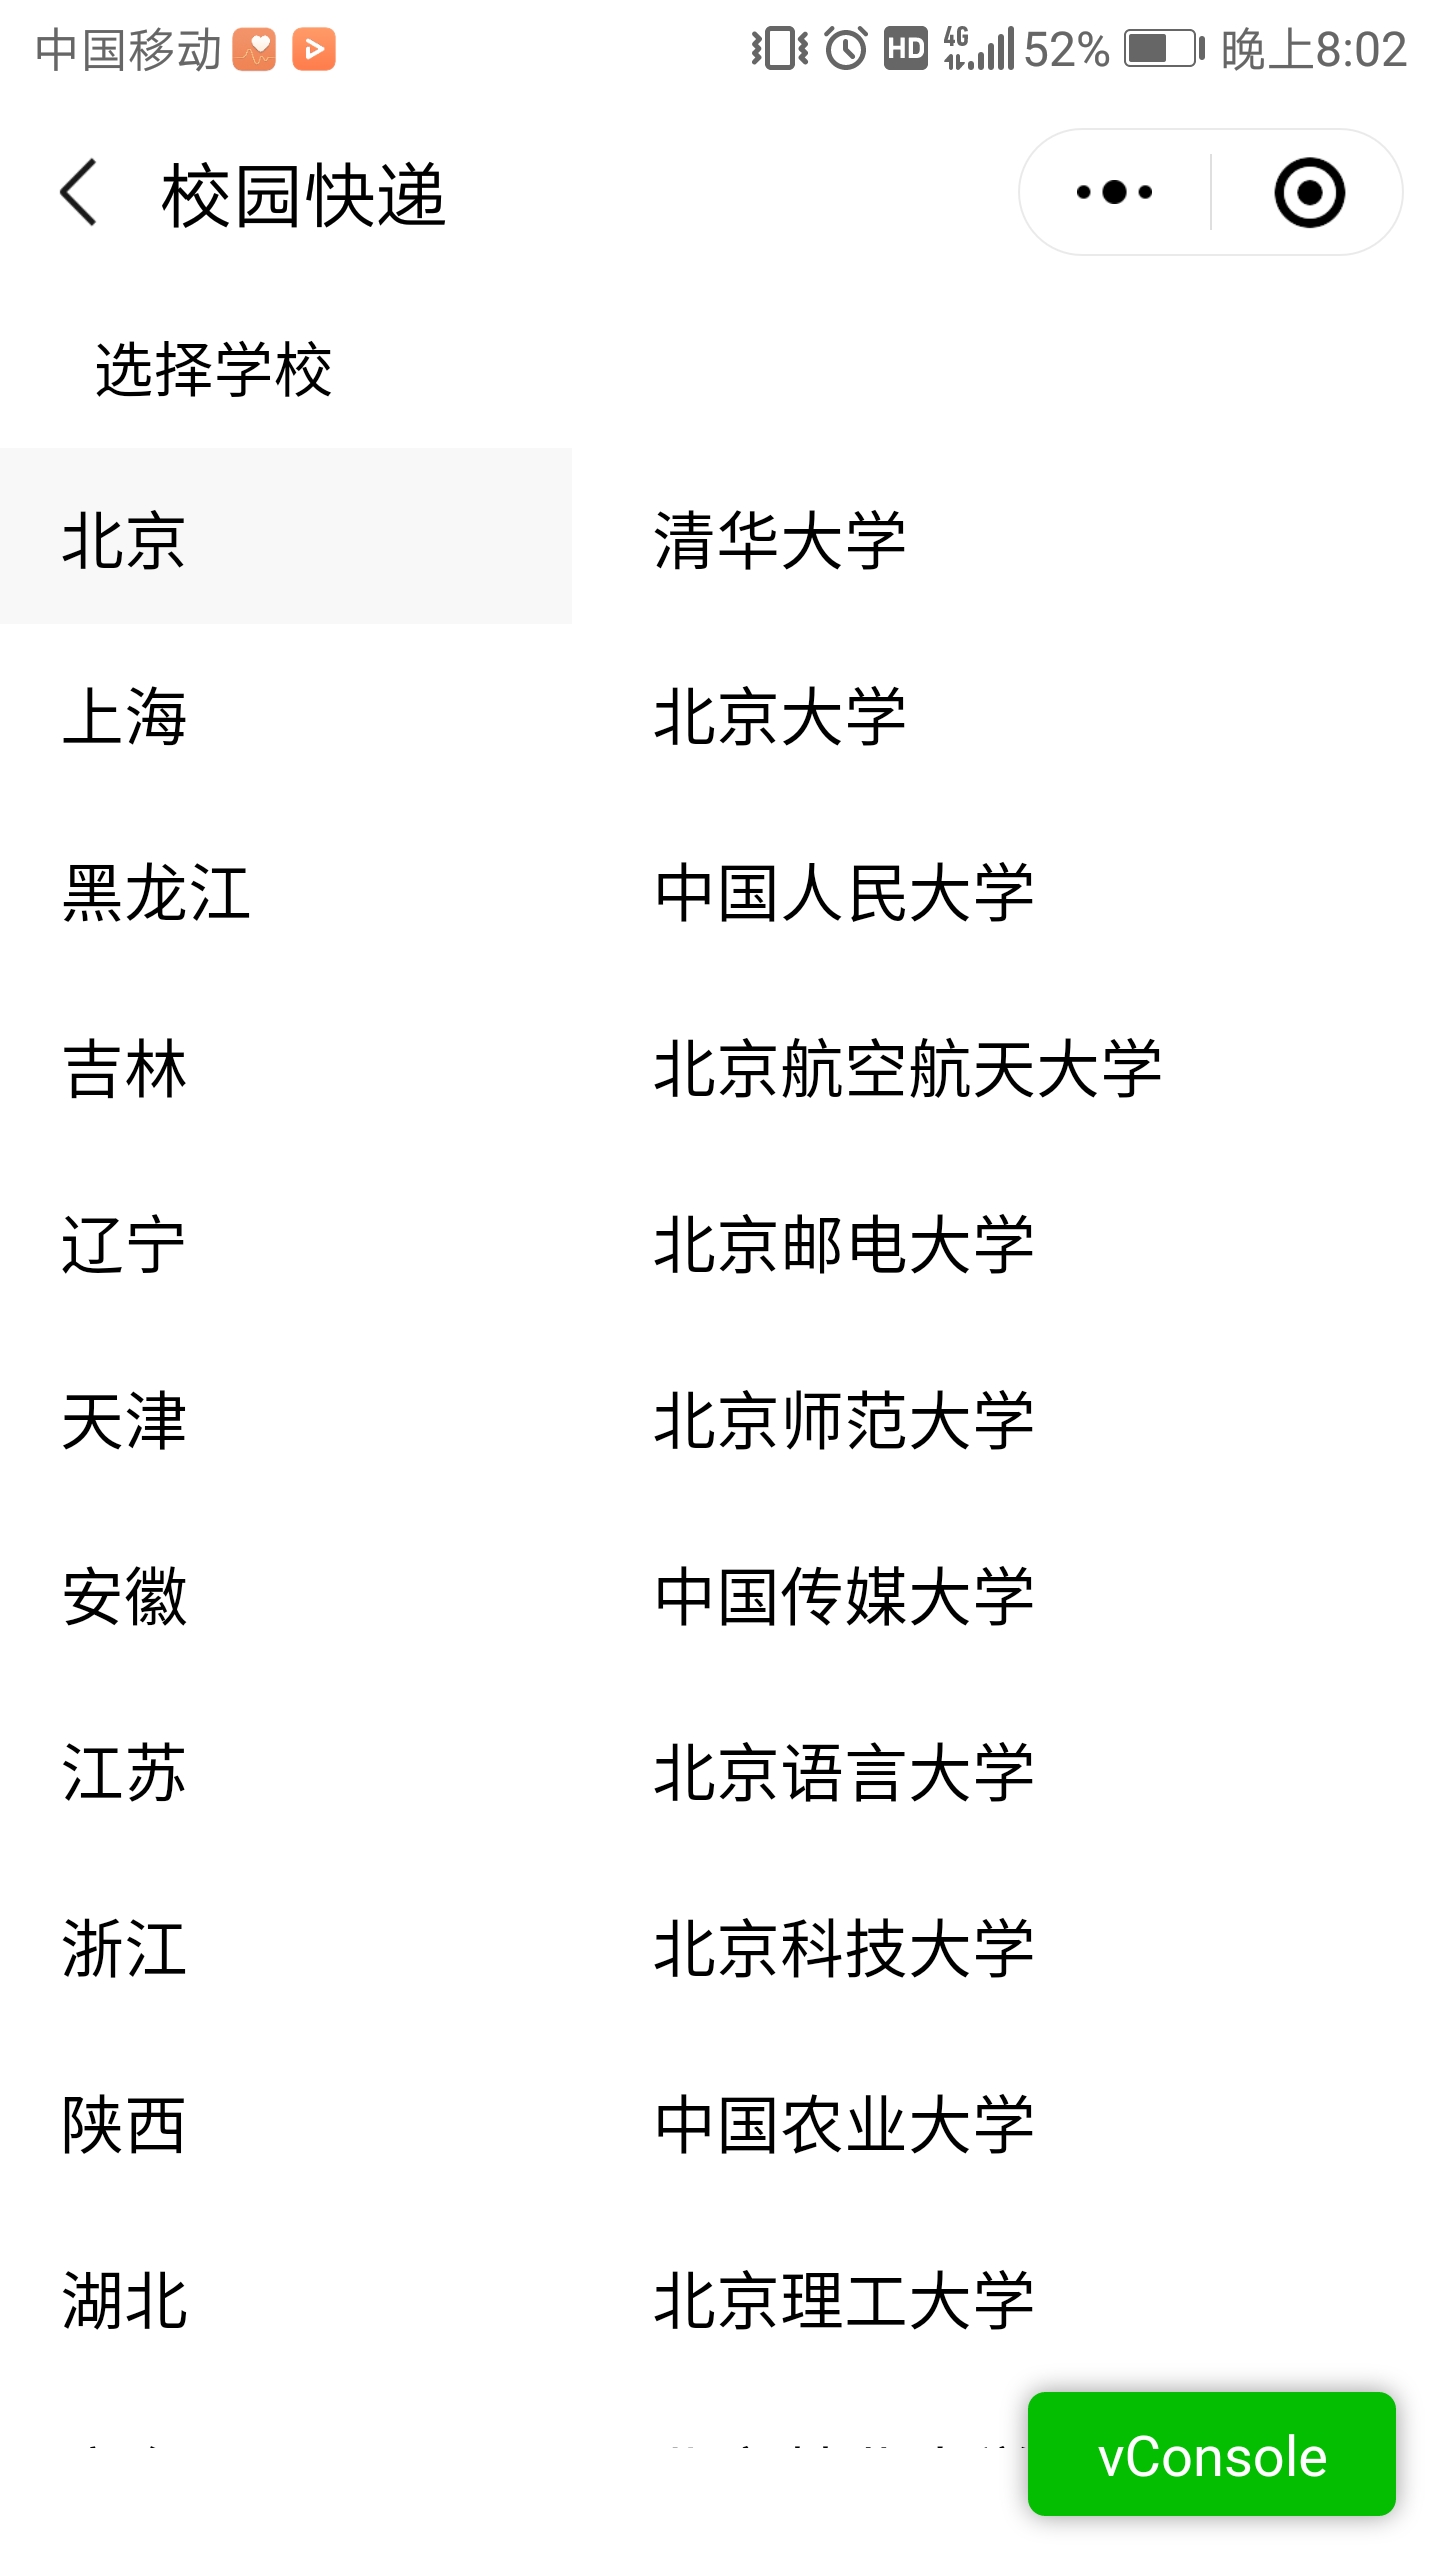 中国移动 HD 4G 52% 晚上8:02
校园快递
选择学校
北京 清华大学
上海 北京大学
黑龙江 中国人民大学
吉林 北京航空航天大学
辽宁 北京邮电大学
天津 北京师范大学
安徽 中国传媒大学
江苏 北京语言大学
浙江 北京科技大学
陕西 中国农业大学
湖北 北京理工大学
vConsole